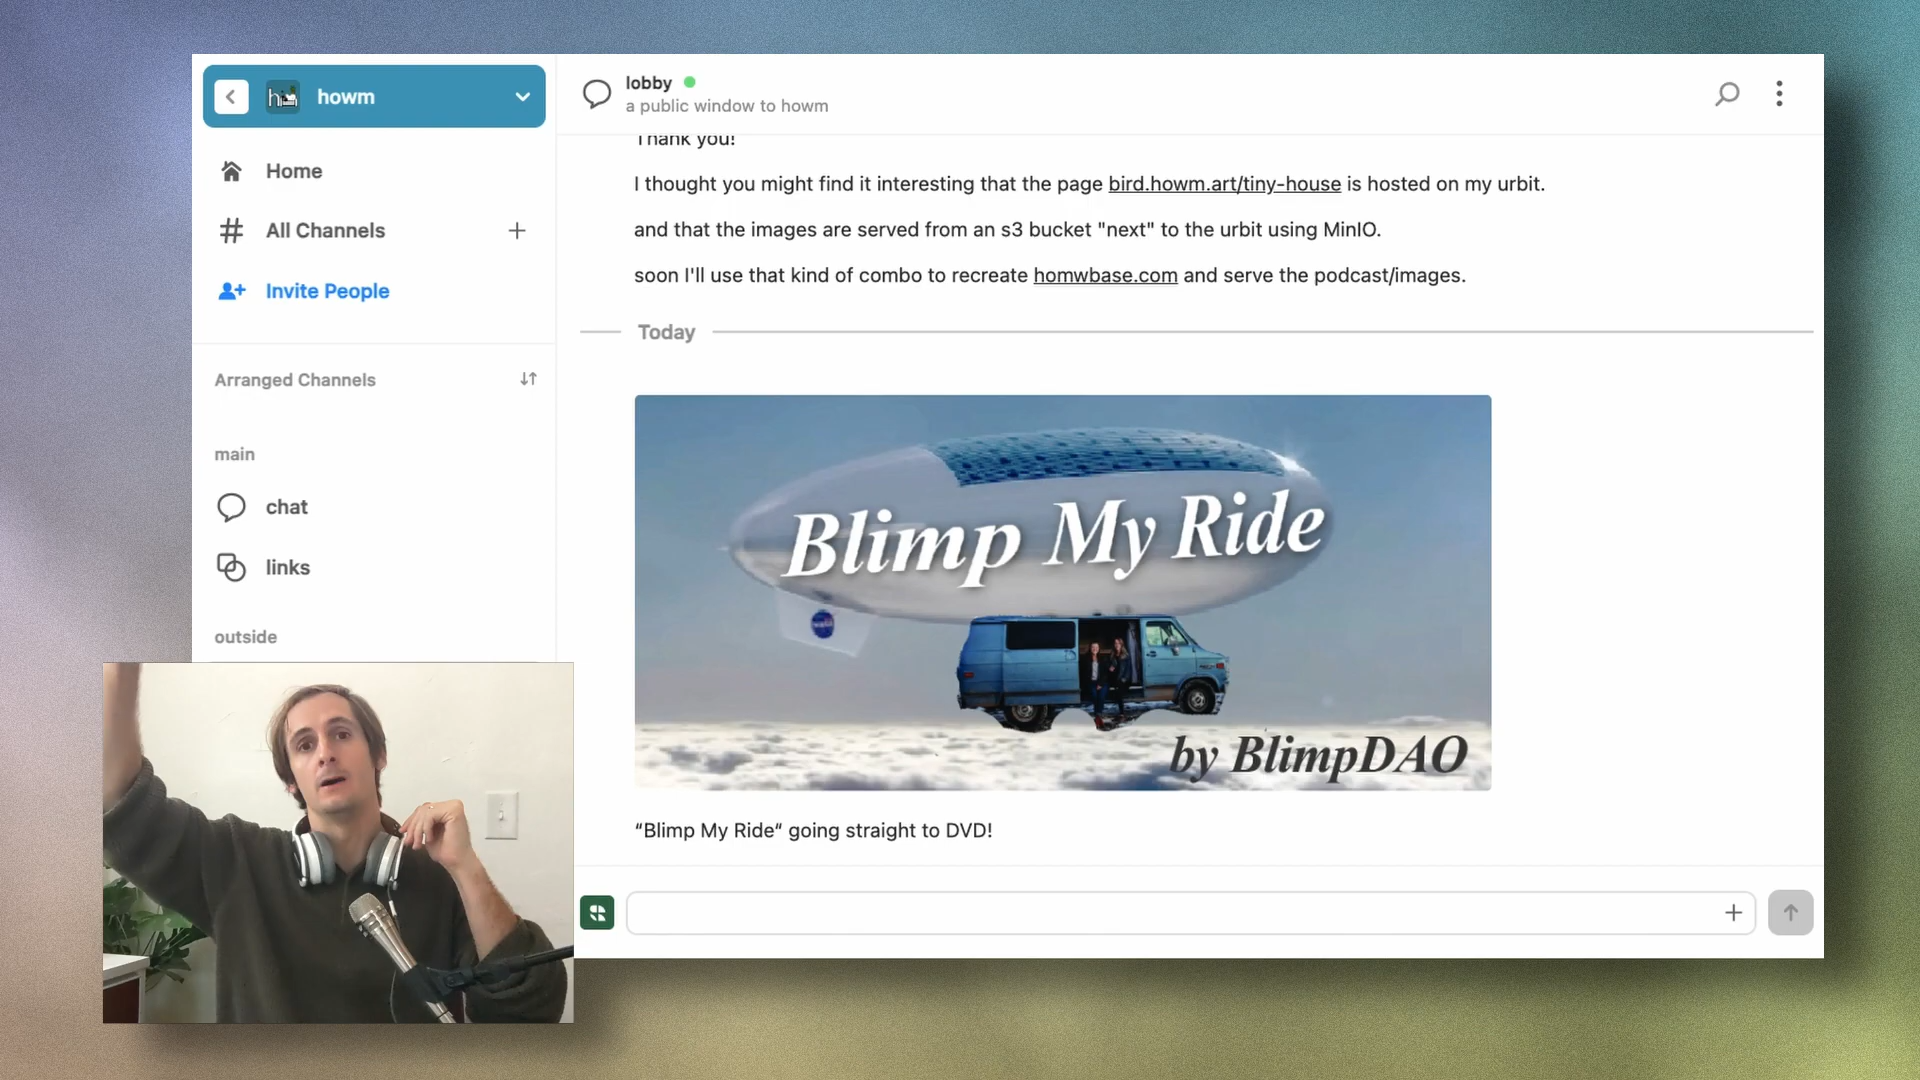 howm
Home
All Channels
Invite People
Arranged Channels
main
chat
links
outside
lobby
a public window to howm
Thank you!
I thought you might find it interesting that the page bird.howm.art/tiny-house is hosted on my urbit.
and that the images are served from an s3 bucket "next" to the urbit using MinIO.
soon I'll use that kind of combo to recreate homwbase.com and serve the podcast/images.
Today
Blimp My Ride
by BlimpDAO
“Blimp My Ride“ going straight to DVD!